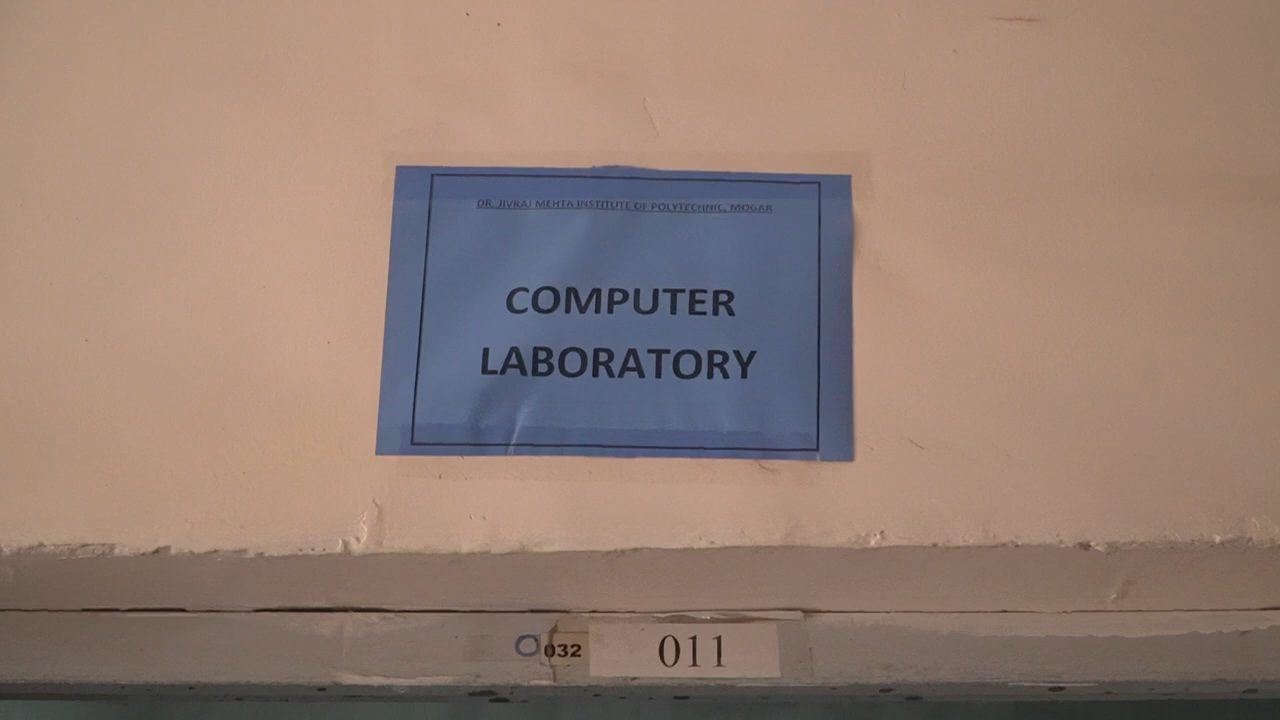 DR. JIVRAJ MEHTA INSTITUTE OF POLYTECHNIC, MOGAR
COMPUTER
LABORATORY
O 032 011